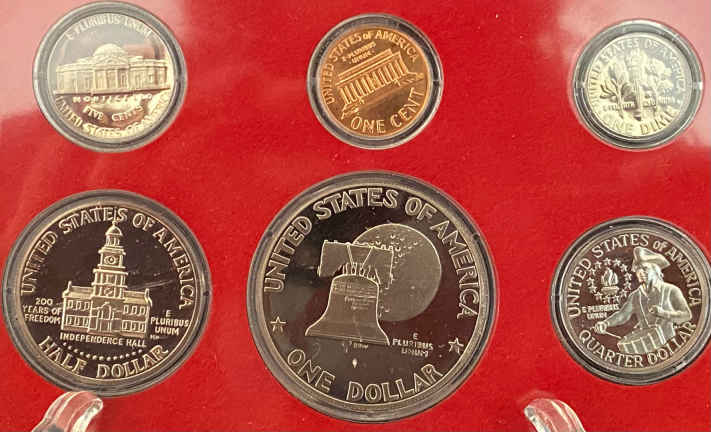 E PLURIBUS UNUM
MONTICELLO
FIVE CENTS
UNITED STATES OF AMERICA
UNITED STATES OF AMERICA
E PLURIBUS
UNUM
ONE CENT
UNITED STATES OF AMERICA
E PLURIBUS UNUM
ONE DIME
UNITED STATES OF AMERICA
200
YEARS OF
FREEDOM
E
PLURIBUS
UNUM
INDEPENDENCE HALL
HALF DOLLAR
UNITED STATES OF AMERICA
E
PLURIBUS
UNUM
ONE DOLLAR
UNITED STATES OF AMERICA
E PLURIBUS
UNUM
QUARTER DOLLAR